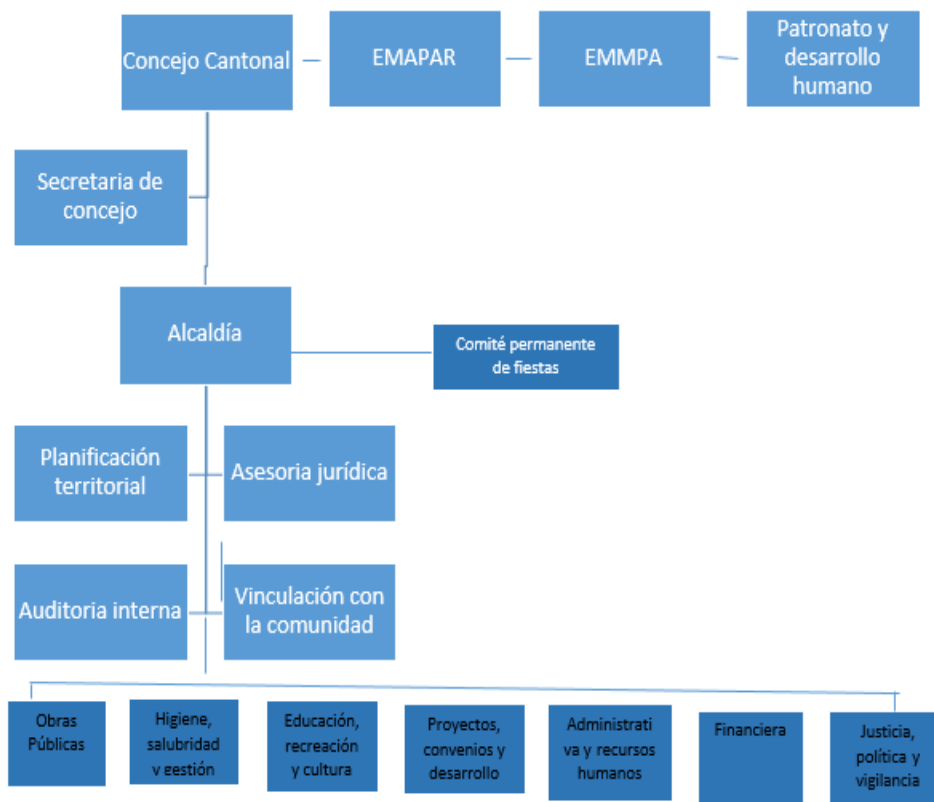 Concejo Cantonal
EMAPAR
EMMPA
Patronato y
desarrollo
humano
Secretaria de
concejo
Alcaldía
Comité permanente
de fiestas
Planificación
territorial
Asesoria jurídica
Auditoria interna
Vinculación con
la comunidad
Obras
Públicas
Higiene,
salubridad
y gestión
Educación,
recreación
y cultura
Proyectos,
convenios y
desarrollo
Administrati
va y recursos
humanos
Financiera
Justicia,
política y
vigilancia